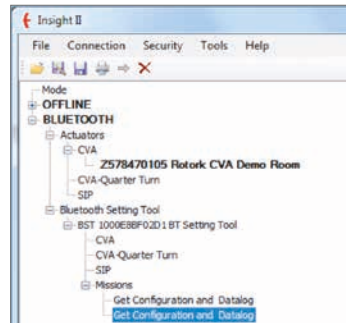 Insight II
File Connection Security Tools Help
Mode
OFFLINE
BLUETOOTH
Actuators
CVA
Z578470105 Rotork CVA Demo Room
CVA-Quarter Turn
SIP
Bluetooth Setting Tool
BST 1000E8BF02D1 BT Setting Tool
CVA
CVA-Quarter Turn
SIP
Missions
Get Configuration and Datalog
Get Configuration and Datalog